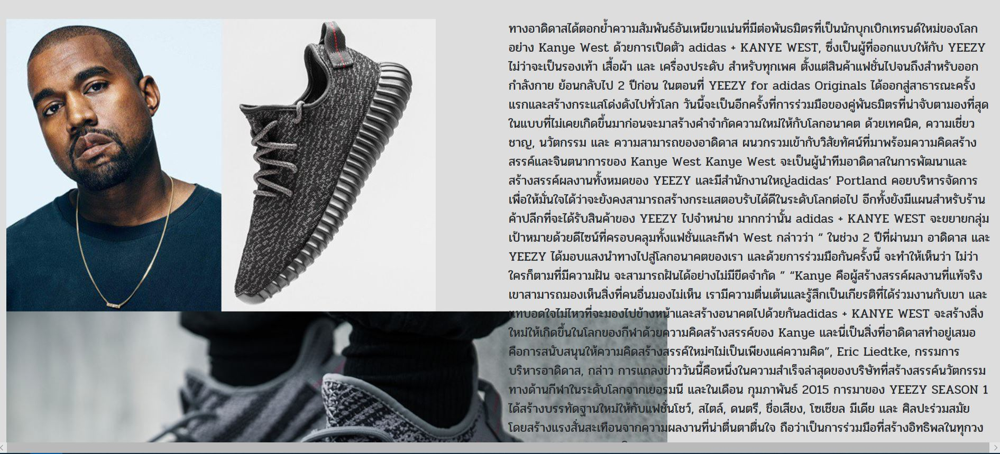 ทางอาดิดาสได้ตอกย้ำความสัมพันธ์อันเหนียวแน่นที่มีต่อพันธมิตรที่เป็นนักบุกเบิกเทรนด์ใหม่ของโลก
อย่าง Kanye West ด้วยการเปิดตัว adidas + KANYE WEST, ซึ่งเป็นผู้ที่ออกแบบให้กับ YEEZY
ไม่ว่าจะเป็นรองเท้า เสื้อผ้า และ เครื่องประดับ สำหรับทุกเพศ ตั้งแต่สินค้าแฟชั่นไปจนถึงสำหรับออก
กำลังกาย ย้อนกลับไป 2 ปีก่อน ในตอนที่ YEEZY for adidas Originals ได้ออกสู่สาธารณะครั้ง
แรกและสร้างกระแสโด่งดังไปทั่วโลก วันนี้จะเป็นอีกครั้งที่การร่วมมือของคู่พันธมิตรที่น่าจับตามองที่สุด
ในแบบที่ไม่เคยเกิดขึ้นมาก่อนจะมาสร้างคำจำกัดความใหม่ให้กับโลกอนาคต ด้วยเทคนิค, ความเชี่ยว
ชาญ, นวัตกรรม และ ความสามารถของอาดิดาส ผนวกรวมเข้ากับวิสัยทัศน์ที่มาพร้อมความคิดสร้าง
สรรค์และจินตนาการของ Kanye West Kanye West จะเป็นผู้นำทีมอาดิดาสในการพัฒนาและ
สร้างสรรค์ผลงานทั้งหมดของ YEEZY และมีสำนักงานใหญ่adidas’ Portland คอยบริหารจัดการ
เพื่อให้มั่นใจได้ว่าจะยังคงสามารถสร้างกระแสตอบรับได้ดีในระดับโลกต่อไป อีกทั้งยังมีแผนสำหรับร้าน
ค้าปลีกที่จะได้รับสินค้าของ YEEZY ไปจำหน่าย มากกว่านั้น adidas + KANYE WEST จะขยายกลุ่ม
เป้าหมายด้วยดีไซน์ที่ครอบคลุมทั้งแฟชั่นและกีฬา West กล่าวว่า “ ในช่วง 2 ปีที่ผ่านมา อาดิดาส และ
YEEZY ได้มอบแสงนำทางไปสู่โลกอนาคตของเรา และด้วยการร่วมมือกันครั้งนี้ จะทำให้เห็นว่า ไม่ว่า
ใครก็ตามที่มีความฝัน จะสามารถฝันได้อย่างไม่มีขีดจำกัด ” “Kanye คือผู้สร้างสรรค์ผลงานที่แท้จริง
เขาสามารถมองเห็นสิ่งที่คนอื่นมองไม่เห็น เรามีความตื่นเต้นและรู้สึกเป็นเกียรติที่ได้ร่วมงานกับเขา และ
แทบอดใจไม่ไหวที่จะมองไปข้างหน้าและสร้างอนาคตไปด้วยกันadidas + KANYE WEST จะสร้างสิ่ง
ใหม่ให้เกิดขึ้นในโลกของกีฬาด้วยความคิดสร้างสรรค์ของ Kanye และนี่เป็นสิ่งที่อาดิดาสทำอยู่เสมอ
คือการสนับสนุนให้ความคิดสร้างสรรค์ใหม่ๆไม่เป็นเพียงแค่ความคิด”, Eric Liedtke, กรรมการ
บริหารอาดิดาส, กล่าว การแถลงข่าววันนี้คือหนึ่งในความสำเร็จล่าสุดของบริษัทที่สร้างสรรค์นวัตกรรม
ทางด้านกีฬาในระดับโลกจากเยอรมนี และในเดือน กุมภาพันธ์ 2015 การมาของ YEEZY SEASON 1
ได้สร้างบรรทัดฐานใหม่ให้กับแฟชั่นโชว์, สไตล์, ดนตรี, ชื่อเสียง, โซเชียล มีเดีย และ ศิลปะร่วมสมัย
โดยสร้างแรงสั่นสะเทือนจากความผลงานที่น่าตื่นตาตื่นใจ ถือว่าเป็นการร่วมมือที่สร้างอิทธิพลในทุกวง